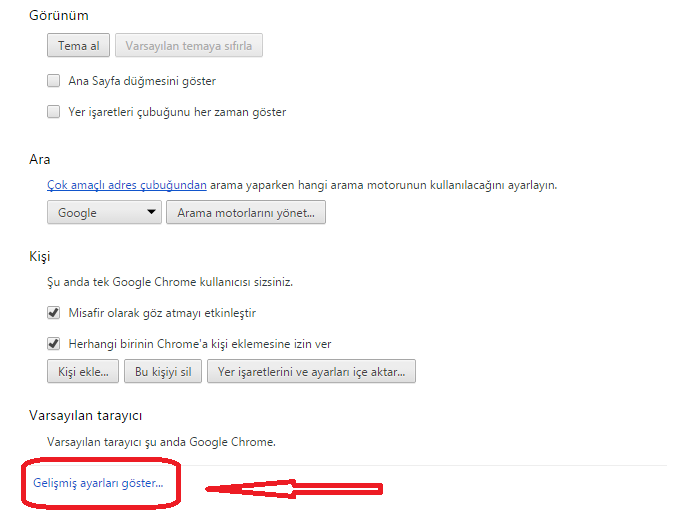 Görünüm
Tema al
Varsayılan temaya sıfırla
Ana Sayfa düğmesini göster
Yer işaretleri çubuğunu her zaman göster
Ara
Çok amaçlı adres çubuğundan arama yaparken hangi arama motorunun kullanılacağını ayarlayın.
Google
Arama motorlarını yönet...
Kişi
Şu anda tek Google Chrome kullanıcısı sizsiniz.
Misafir olarak göz atmayı etkinleştir
Herhangi birinin Chrome'a kişi eklemesine izin ver
Kişi ekle...
Bu kişiyi sil
Yer işaretlerini ve ayarları içe aktar...
Varsayılan tarayıcı
Varsayılan tarayıcı şu anda Google Chrome.
Gelişmiş ayarları göster...